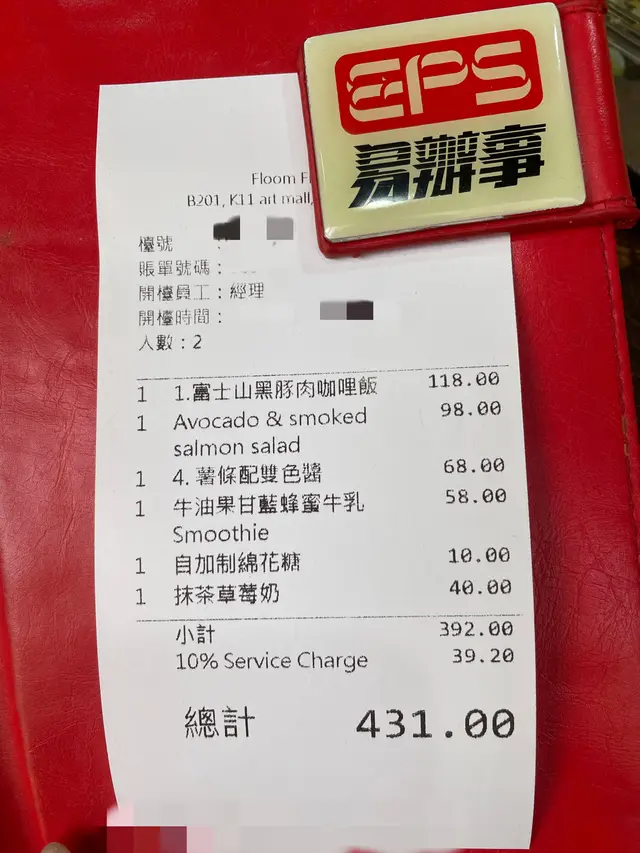 EPS
易辦事
Floom
B201, K11 art mall,
檯號
賬單號碼：
開檯員工：經理
開檯時間：
人數：2
1 1.富士山黑豚肉咖哩飯 118.00
1 Avocado & smoked 98.00
salmon salad
1 4. 薯條配雙色醬 68.00
1 牛油果甘藍蜂蜜牛乳 58.00
Smoothie
1 自加制綿花糖 10.00
1 抹茶草莓奶 40.00
小計 392.00
10% Service Charge 39.20
總計 431.00